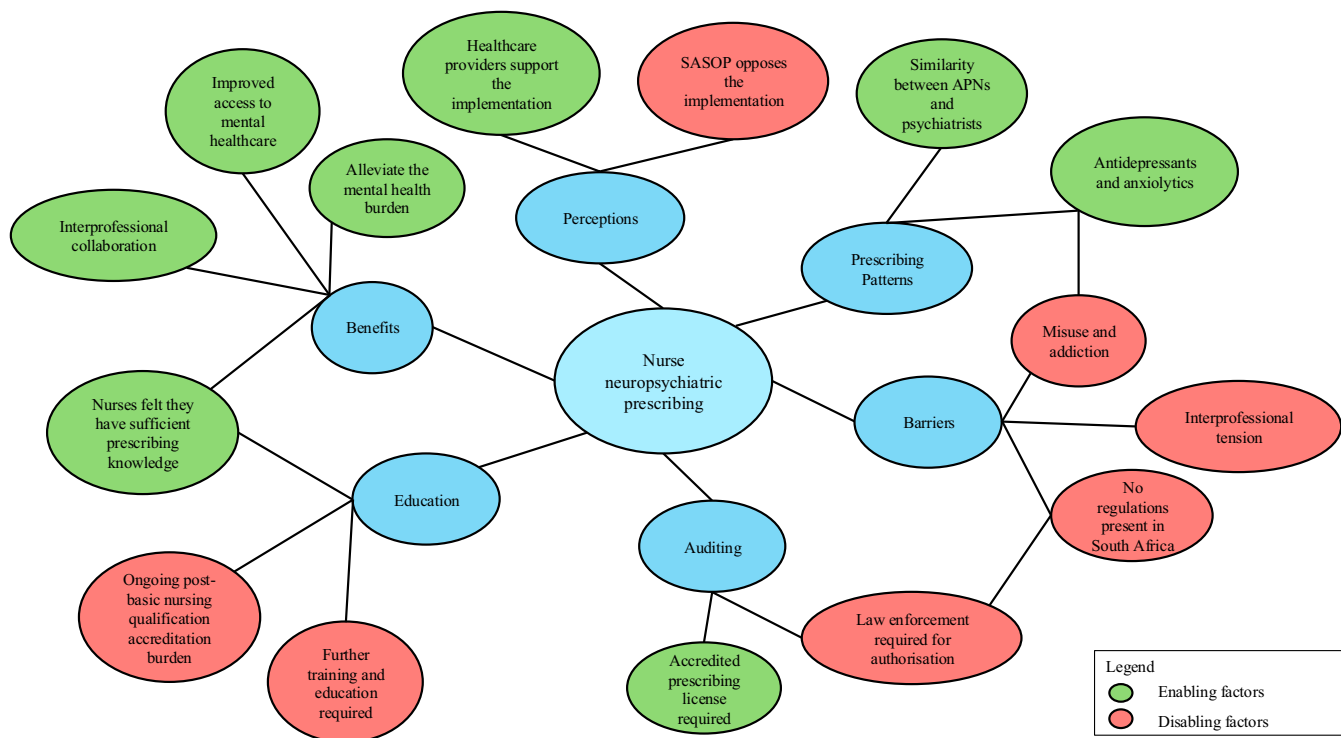 Healthcare
providers support
the
implementation
SASOP opposes
the
implementation
Similarity
between APNs
and
psychiatrists
Improved
access to
mental
healthcare
Antidepressants
and anxiolytics
Alleviate the
mental health
burden
Interprofessional
collaboration
Perceptions
Prescribing
Patterns
Benefits
Misuse and
addiction
Nurse
neuropsychiatric
prescribing
Barriers
Interprofessional
tension
Nurses felt they
have sufficient
prescribing
knowledge
Education
No
regulations
present in
South Africa
Auditing
Ongoing post-
basic nursing
qualification
accreditation
burden
Further
training and
education
required
Law enforcement
required for
authorisation
Accredited
prescribing
license
required
Legend
Enabling factors
Disabling factors